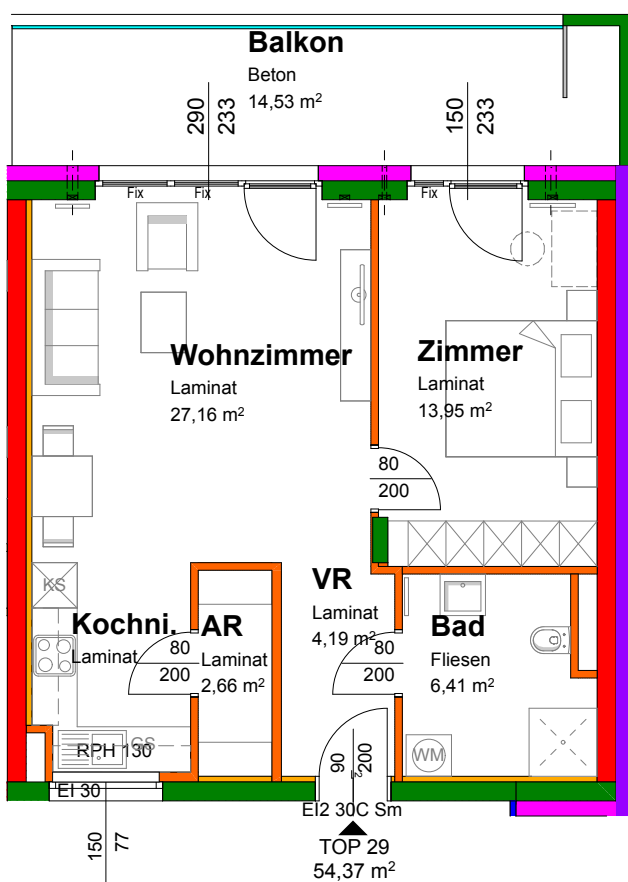 Balkon
Beton
14,53 m²
290
233
150
233
Fix
Fix
Fix
Wohnzimmer
Laminat
27,16 m²
Zimmer
Laminat
13,95 m²
80
200
KS
Kochni.
Laminat
80
200
AR
Laminat
2,66 m²
VR
Laminat
4,19 m²
80
200
Bad
Fliesen
6,41 m²
GS
RPH 130
WM
EI 30
90
200
EI2 30C Sm
150
77
TOP 29
54,37 m²